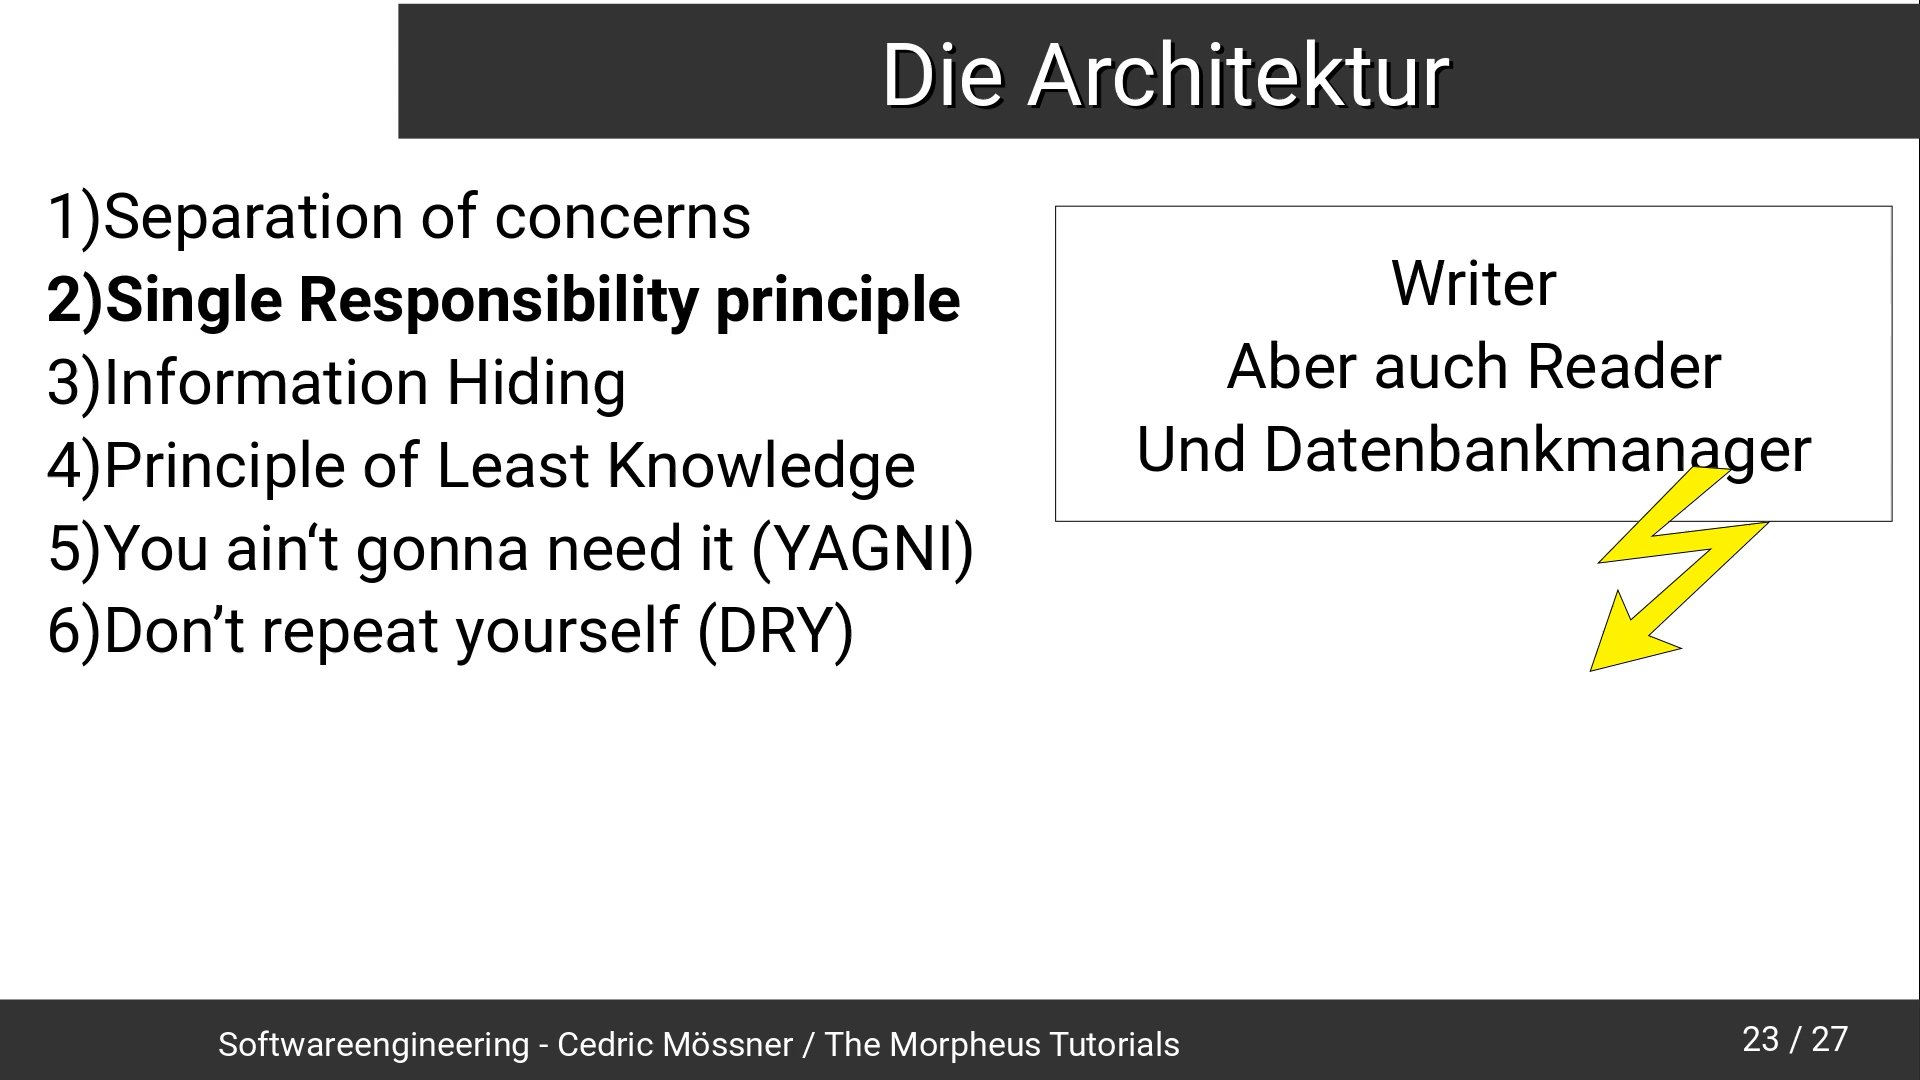 Die Architektur
1)Separation of concerns
2)Single Responsibility principle
3)Information Hiding
4)Principle of Least Knowledge
5)You ain‘t gonna need it (YAGNI)
6)Don’t repeat yourself (DRY)
Writer
Aber auch Reader
Und Datenbankmanager
Softwareengineering - Cedric Mössner / The Morpheus Tutorials
23 / 27